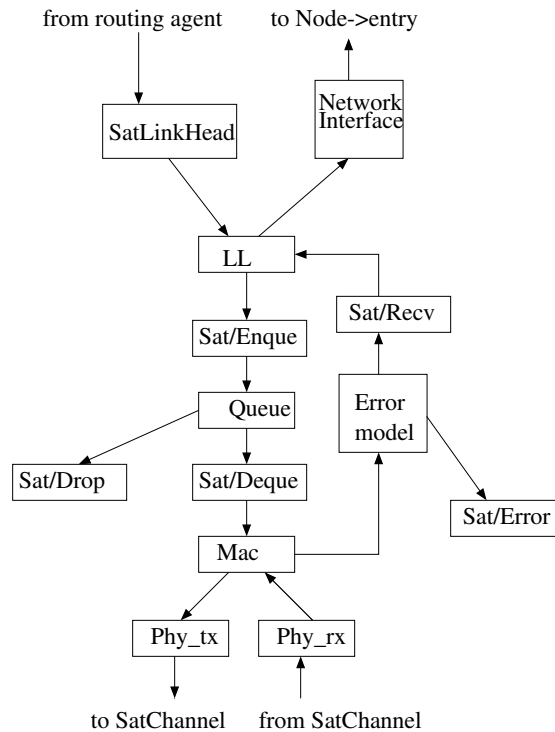 from routing agent
to Node->entry
SatLinkHead
Network
Interface
LL
Sat/Recv
Sat/Enque
Queue
Error
model
Sat/Drop
Sat/Deque
Sat/Error
Mac
Phy_tx
Phy_rx
to SatChannel
from SatChannel